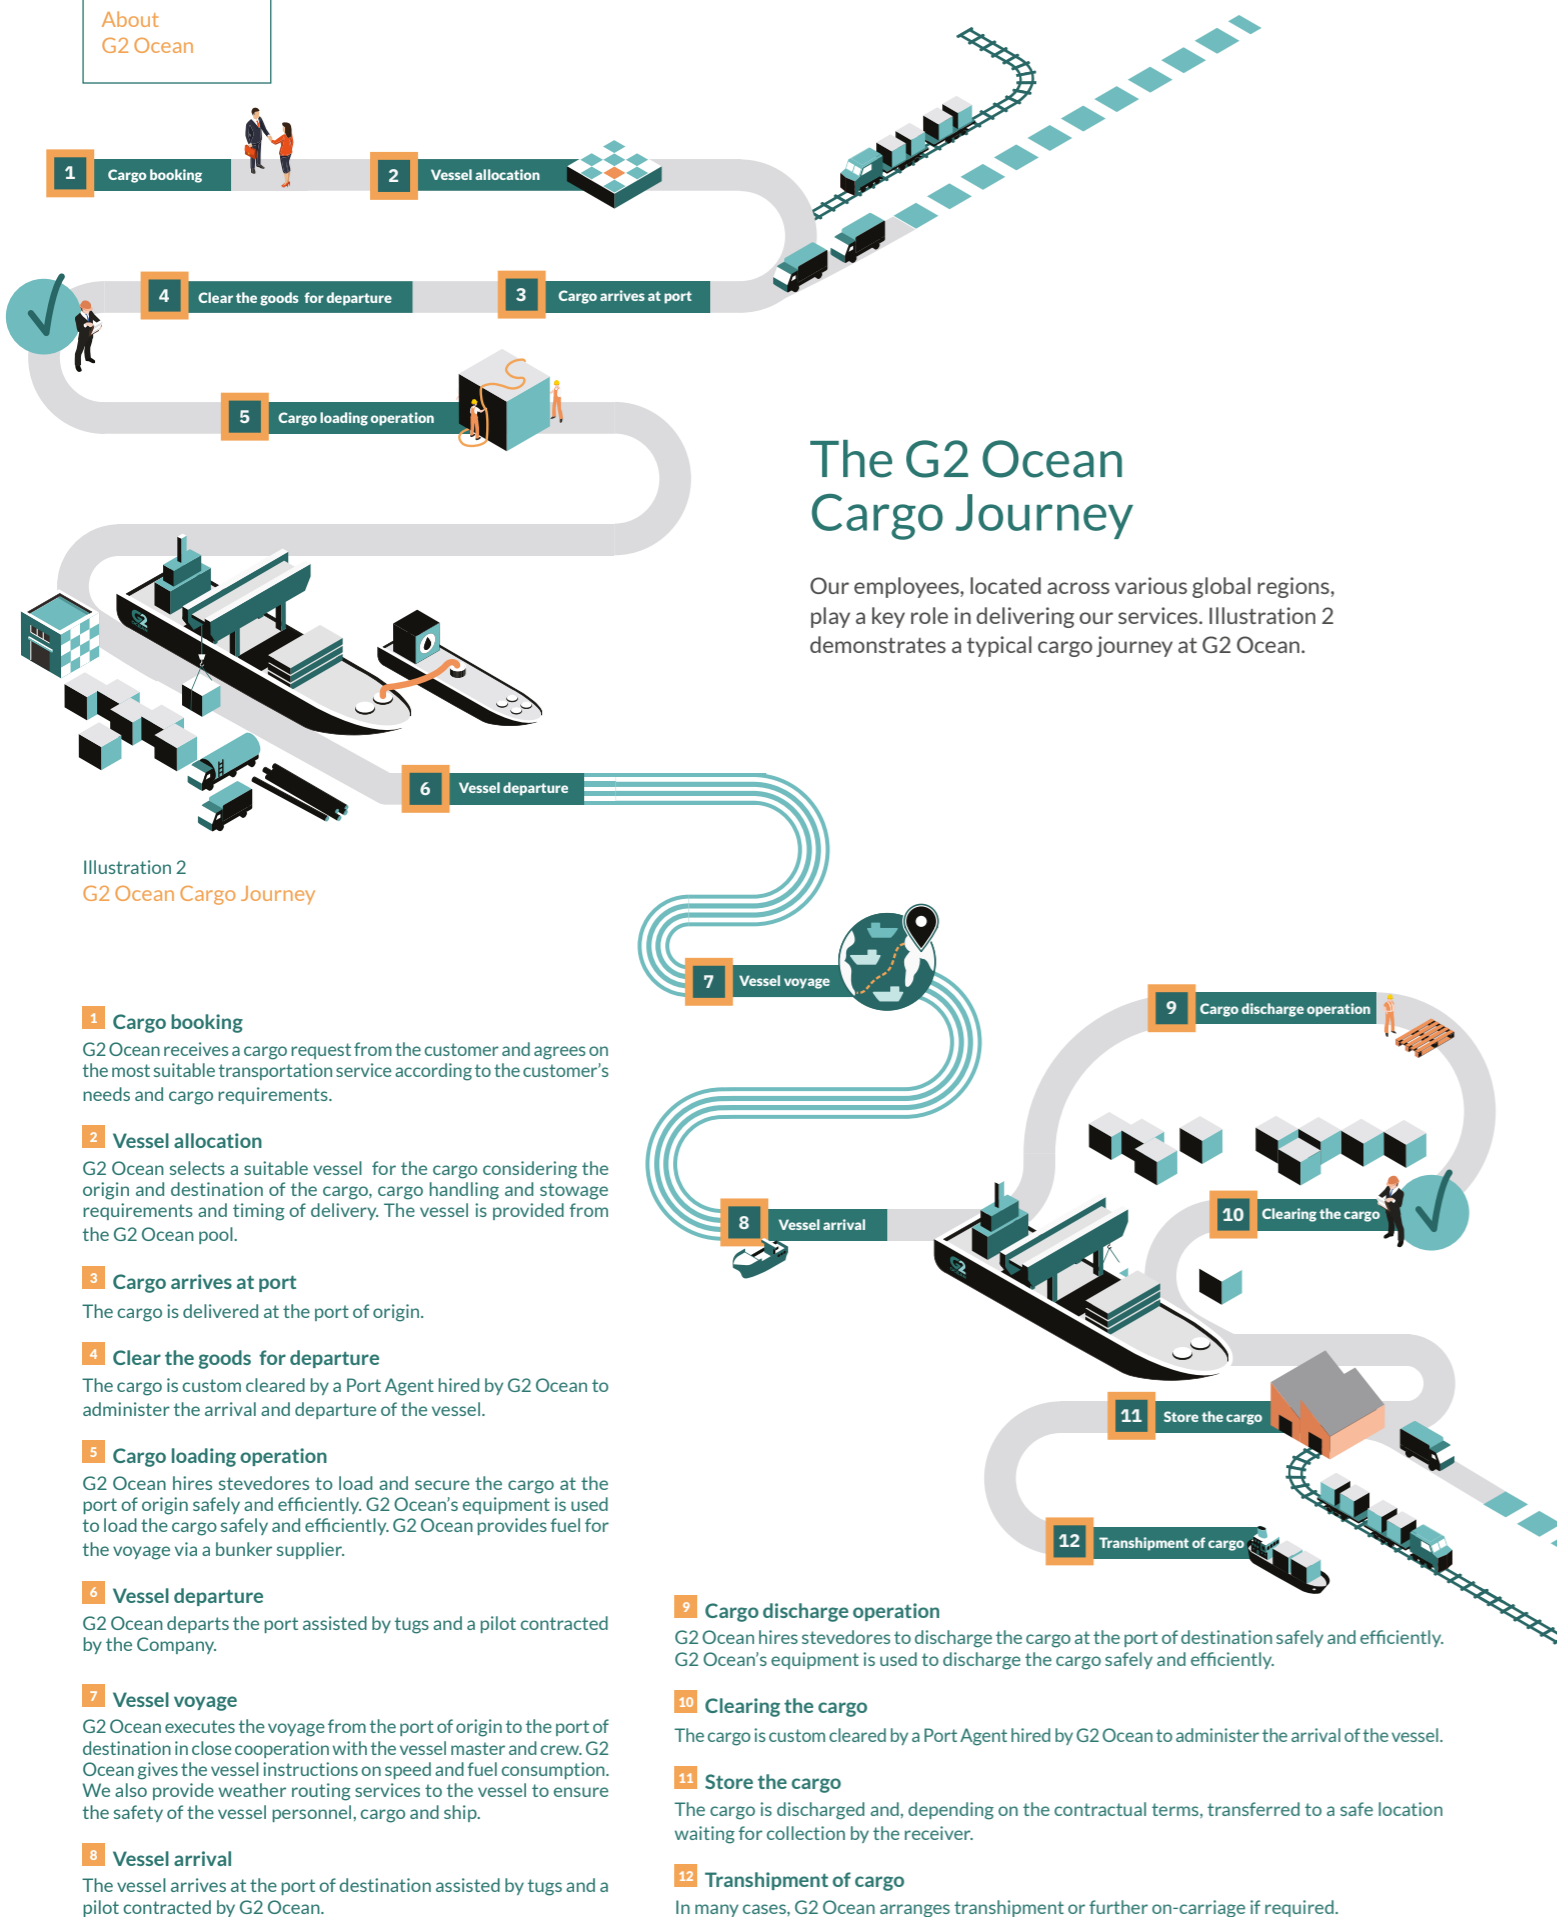 About
G2 Ocean
1 Cargo booking
2 Vessel allocation
4 Clear the goods for departure
3 Cargo arrives at port
5 Cargo loading operation
The G2 Ocean
Cargo Journey
Our employees, located across various global regions,
play a key role in delivering our services. Illustration 2
demonstrates a typical cargo journey at G2 Ocean.
G2
6 Vessel departure
Illustration 2
G2 Ocean Cargo Journey
7 Vessel voyage
9 Cargo discharge operation
8 Vessel arrival
10 Clearing the cargo
G2
11 Store the cargo
12 Transhipment of cargo
1 Cargo booking
G2 Ocean receives a cargo request from the customer and agrees on
the most suitable transportation service according to the customer's
needs and cargo requirements.
2 Vessel allocation
G2 Ocean selects a suitable vessel for the cargo considering the
origin and destination of the cargo, cargo handling and stowage
requirements and timing of delivery. The vessel is provided from
the G2 Ocean pool.
3 Cargo arrives at port
The cargo is delivered at the port of origin.
4 Clear the goods for departure
The cargo is custom cleared by a Port Agent hired by G2 Ocean to
administer the arrival and departure of the vessel.
5 Cargo loading operation
G2 Ocean hires stevedores to load and secure the cargo at the
port of origin safely and efficiently. G2 Ocean's equipment is used
to load the cargo safely and efficiently. G2 Ocean provides fuel for
the voyage via a bunker supplier.
6 Vessel departure
G2 Ocean departs the port assisted by tugs and a pilot contracted
by the Company.
7 Vessel voyage
G2 Ocean executes the voyage from the port of origin to the port of
destination in close cooperation with the vessel master and crew. G2
Ocean gives the vessel instructions on speed and fuel consumption.
We also provide weather routing services to the vessel to ensure
the safety of the vessel personnel, cargo and ship.
8 Vessel arrival
The vessel arrives at the port of destination assisted by tugs and a
pilot contracted by G2 Ocean.
9 Cargo discharge operation
G2 Ocean hires stevedores to discharge the cargo at the port of destination safely and efficiently.
G2 Ocean's equipment is used to discharge the cargo safely and efficiently.
10 Clearing the cargo
The cargo is custom cleared by a Port Agent hired by G2 Ocean to administer the arrival of the vessel.
11 Store the cargo
The cargo is discharged and, depending on the contractual terms, transferred to a safe location
waiting for collection by the receiver.
12 Transhipment of cargo
In many cases, G2 Ocean arranges transhipment or further on-carriage if required.